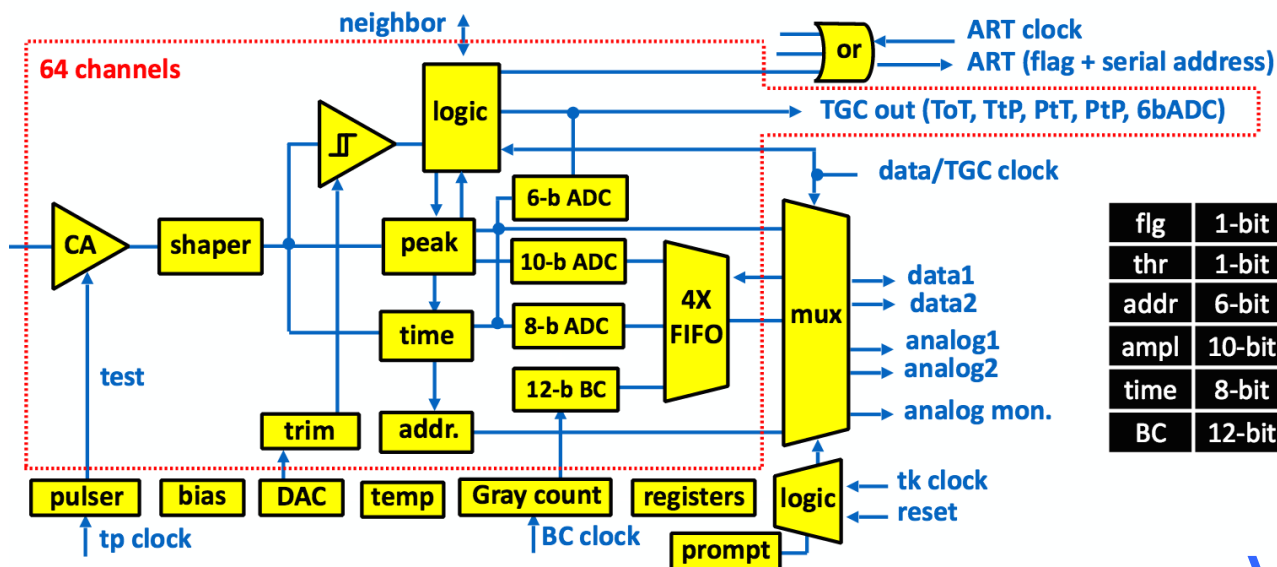 neighbor
ART clock
or
ART (flag + serial address)
64 channels
logic
TGC out (ToT, TtP, PtT, PtP, 6bADC)
data/TGC clock
6-b ADC
CA
shaper
peak
10-b ADC
4X
FIFO
mux
data1
data2
time
8-b ADC
analog1
analog2
test
12-b BC
analog mon.
trim
addr.
flg 1-bit
thr 1-bit
addr 6-bit
ampl 10-bit
time 8-bit
BC 12-bit
pulser
bias
DAC
temp
Gray count
registers
logic
tk clock
reset
tp clock
BC clock
prompt